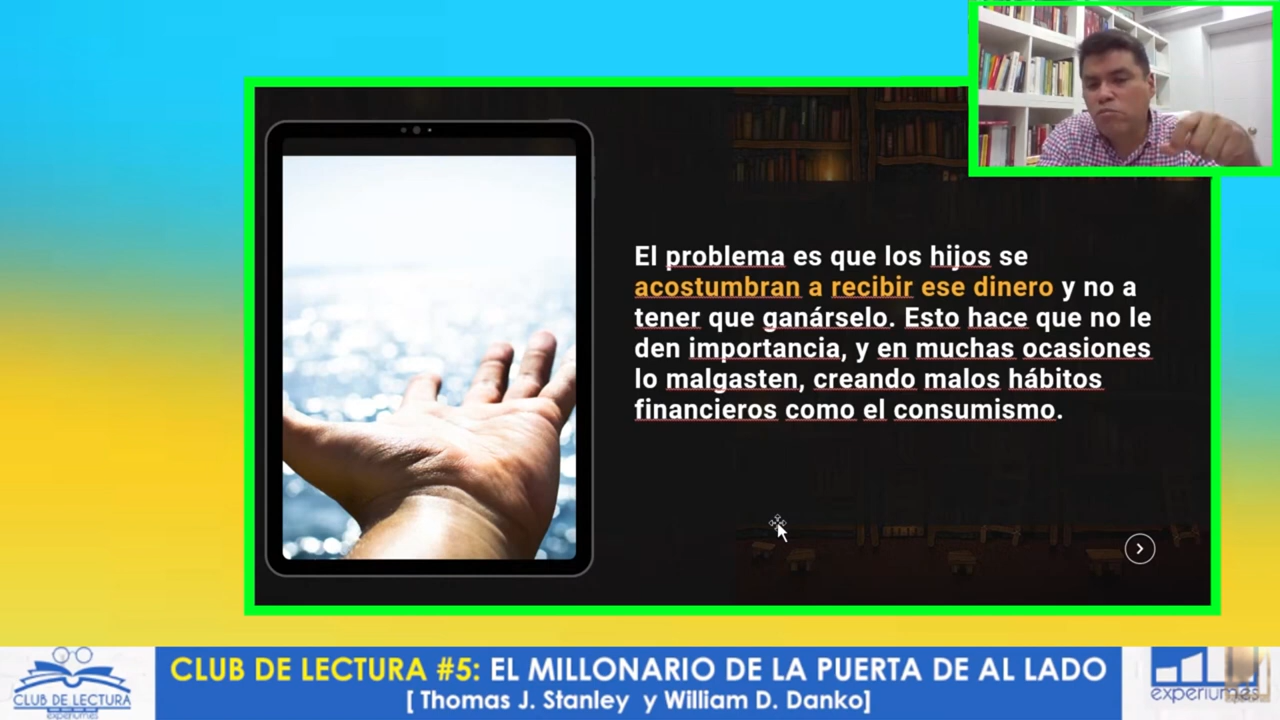 El problema es que los hijos se
acostumbran a recibir ese dinero y no a
tener que ganárselo. Esto hace que no le
den importancia, y en muchas ocasiones
lo malgasten, creando malos hábitos
financieros como el consumismo.
CLUB DE LECTURA
experiumes
CLUB DE LECTURA #5: EL MILLONARIO DE LA PUERTA DE AL LADO
[ Thomas J. Stanley y William D. Danko]
experiumes